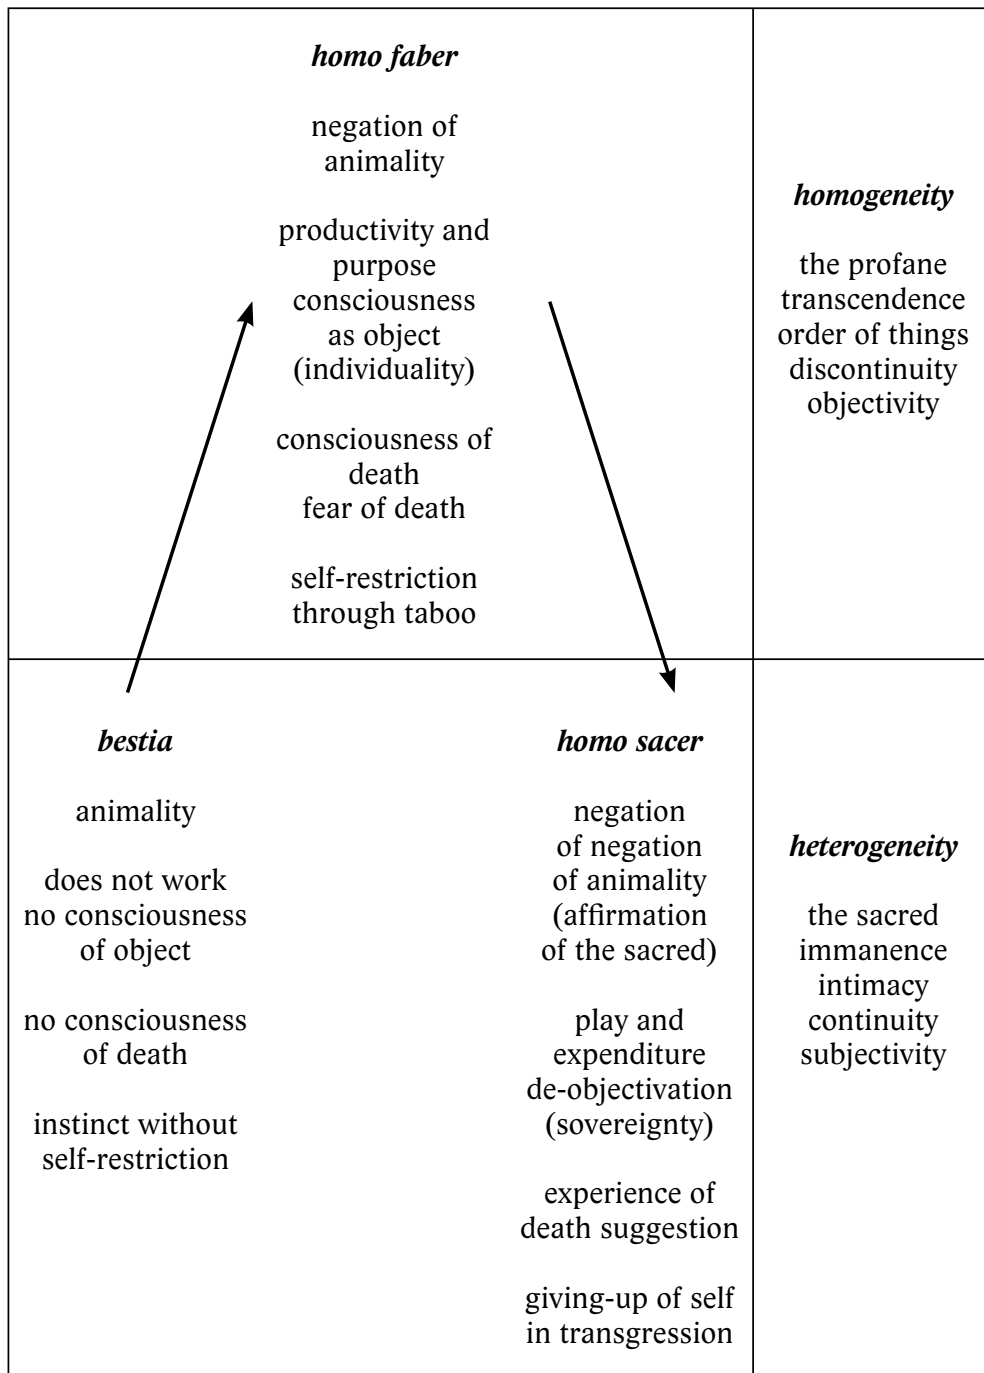 homo faber
negation of
animality
productivity and
purpose
consciousness
as object
(individuality)
consciousness of
death
fear of death
self-restriction
through taboo
homogeneity
the profane
transcendence
order of things
discontinuity
objectivity
bestia
animality
does not work
no consciousness
of object
no consciousness
of death
instinct without
self-restriction
homo sacer
negation
of negation
of animality
(affirmation
of the sacred)
play and
expenditure
de-objectivation
(sovereignty)
experience of
death suggestion
giving-up of self
in transgression
heterogeneity
the sacred
immanence
intimacy
continuity
subjectivity